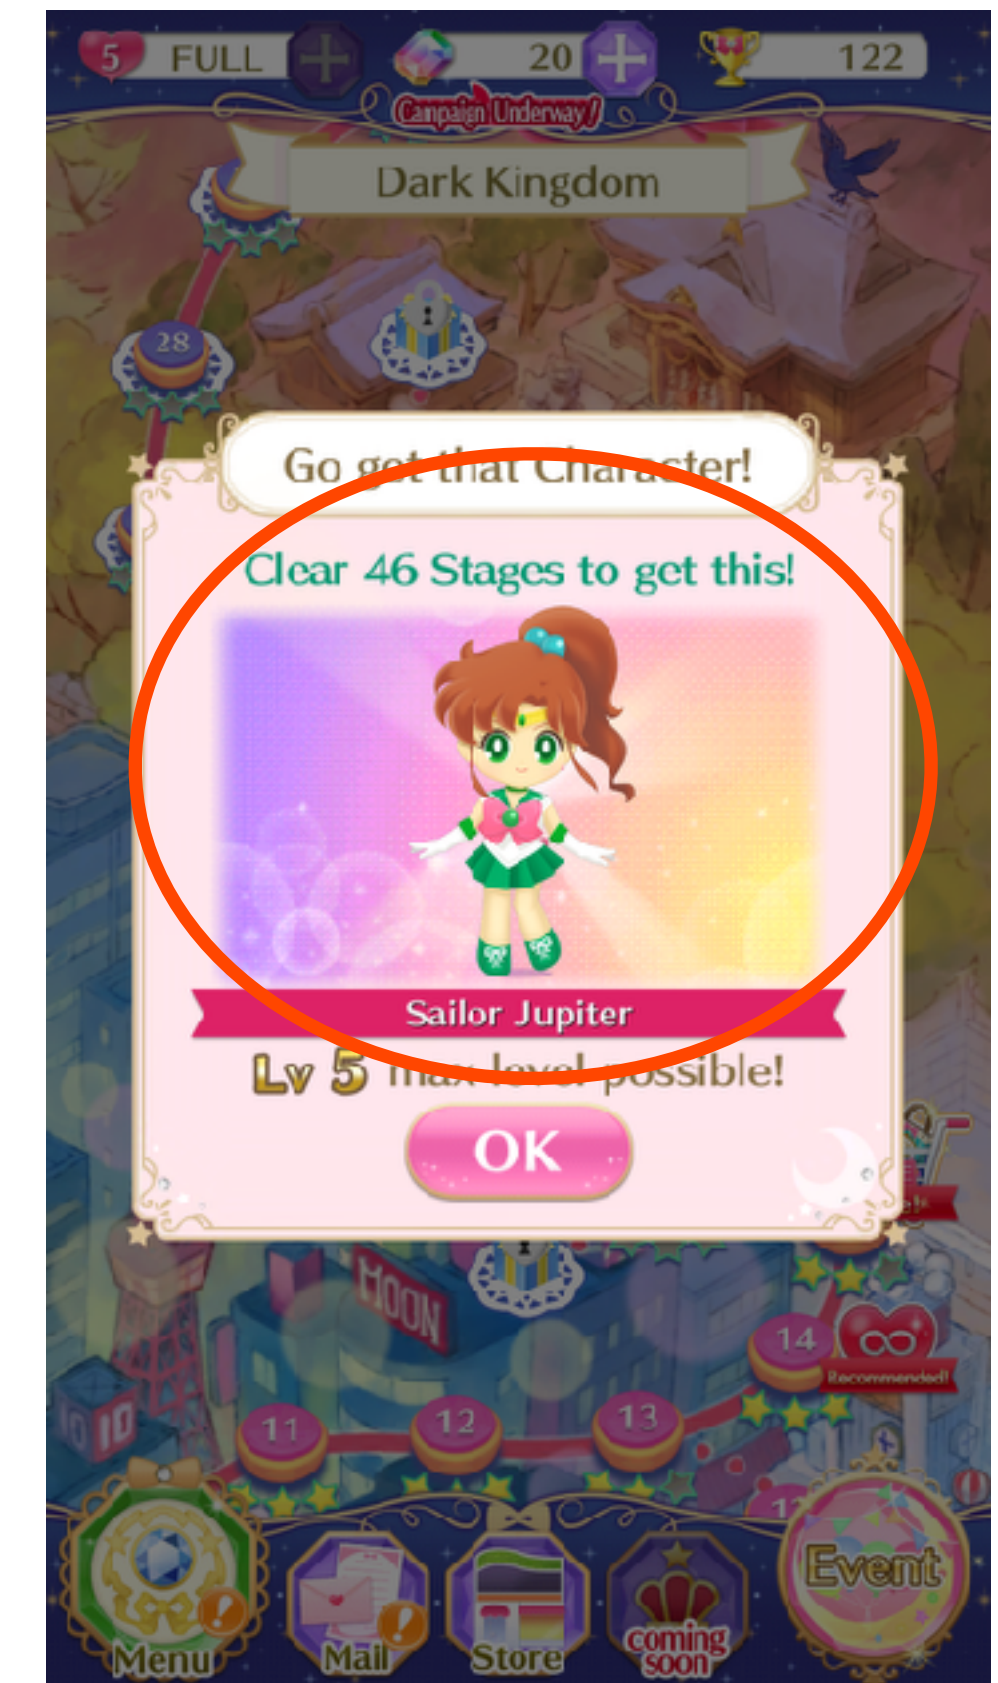 5 FULL 20 122
Campaign Underway!
Dark Kingdom
28
Go get that Character!
Clear 46 Stages to get this!
Sailor Jupiter
Lv 5 max level possible!
OK
MOON
14
Recommended!
11 12 13
10
Event
Menu Mail Store coming
soon